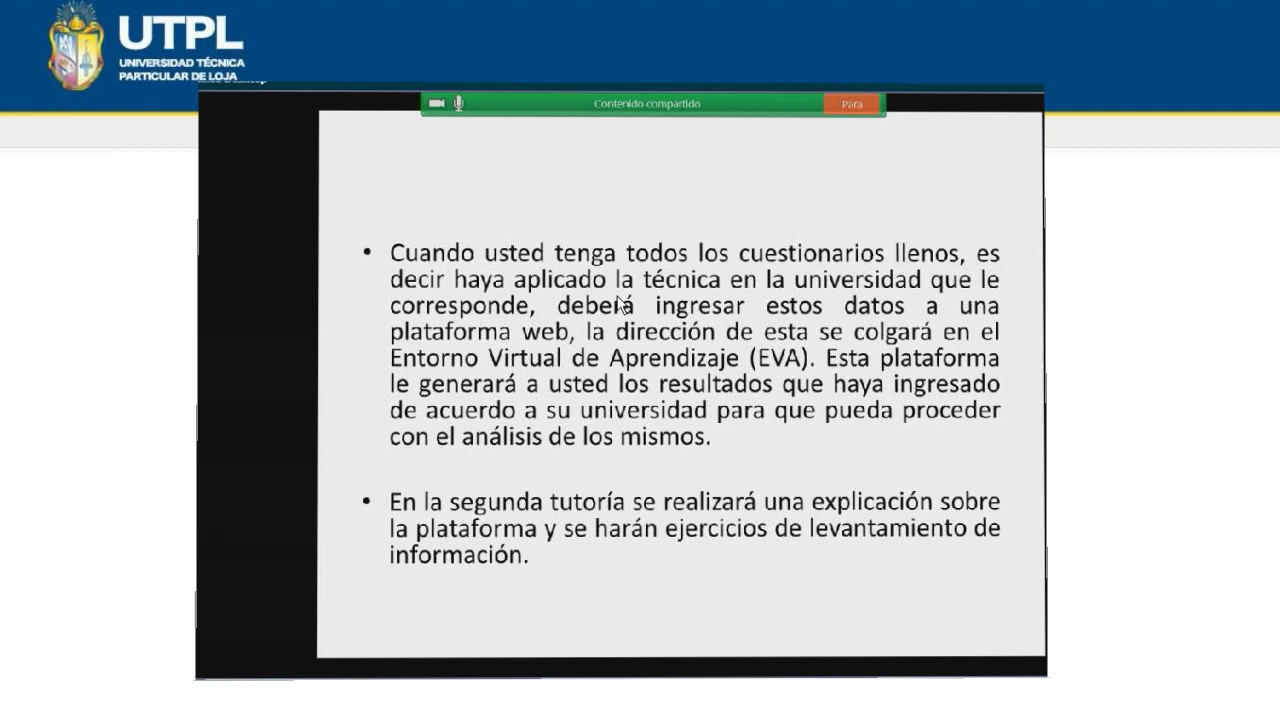 UTPL
UNIVERSIDAD TÉCNICA
PARTICULAR DE LOJA
Contenido compartido
Para
• Cuando usted tenga todos los cuestionarios llenos, es
decir haya aplicado la técnica en la universidad que le
corresponde, deberá ingresar estos datos a una
plataforma web, la dirección de esta se colgará en el
Entorno Virtual de Aprendizaje (EVA). Esta plataforma
le generará a usted los resultados que haya ingresado
de acuerdo a su universidad para que pueda proceder
con el análisis de los mismos.
• En la segunda tutoría se realizará una explicación sobre
la plataforma y se harán ejercicios de levantamiento de
información.